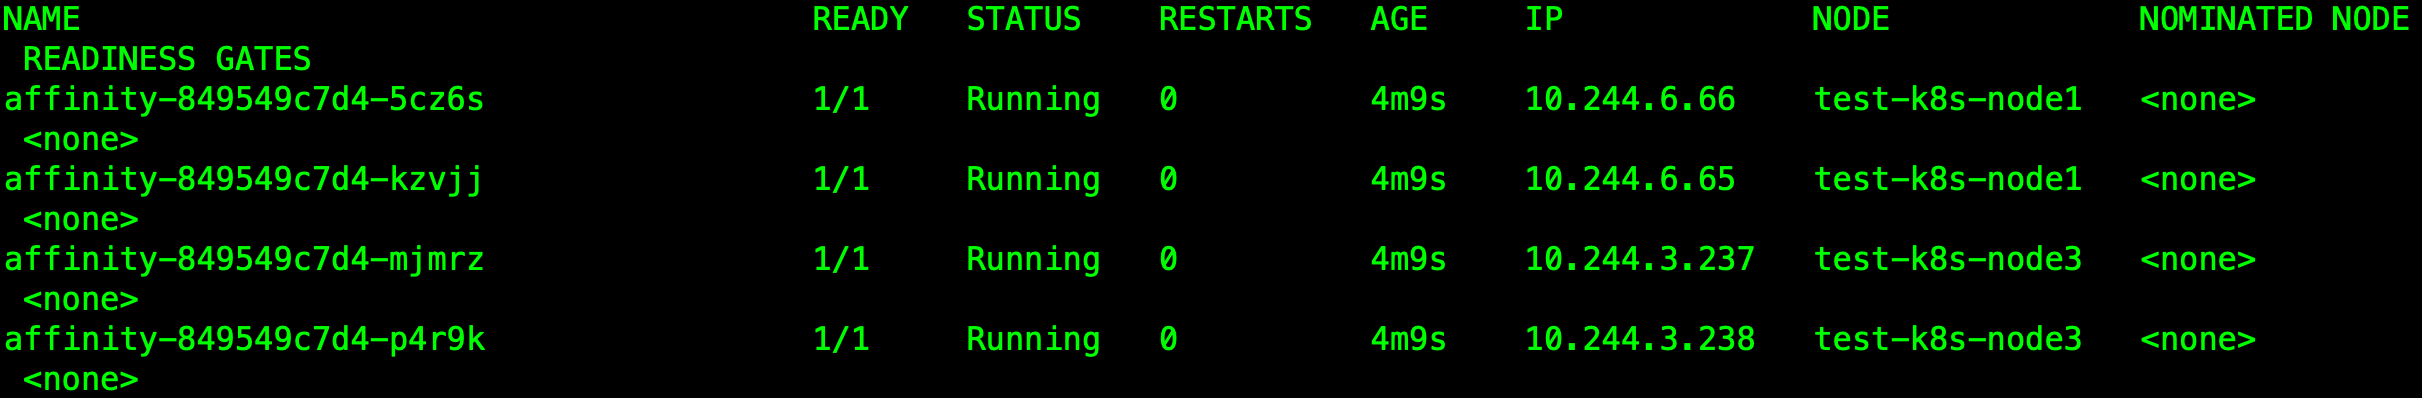 NAME READY STATUS RESTARTS AGE IP NODE NOMINATED NODE
READINESS GATES
affinity-849549c7d4-5cz6s 1/1 Running 0 4m9s 10.244.6.66 test-k8s-node1 <none>
<none>
affinity-849549c7d4-kzvjj 1/1 Running 0 4m9s 10.244.6.65 test-k8s-node1 <none>
<none>
affinity-849549c7d4-mjmrz 1/1 Running 0 4m9s 10.244.3.237 test-k8s-node3 <none>
<none>
affinity-849549c7d4-p4r9k 1/1 Running 0 4m9s 10.244.3.238 test-k8s-node3 <none>
<none>